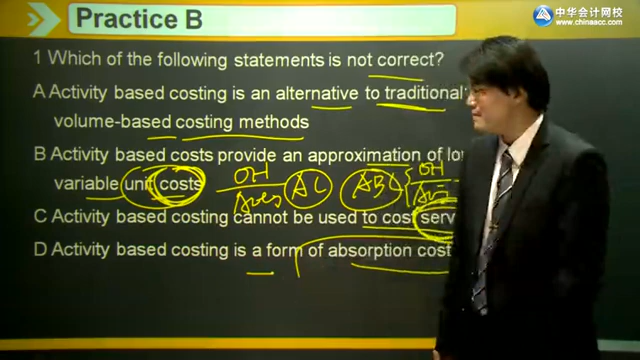 Practice B
中华会计网校
www.chinaacc.com
1 Which of the following statements is not correct?
A Activity based costing is an alternative to traditional
volume-based costing methods
B Activity based costs provide an approximation of
variable unit costs
OH AC ABC OH
C Activity based costing cannot be used to cost
D Activity based costing is a form of absorption cost